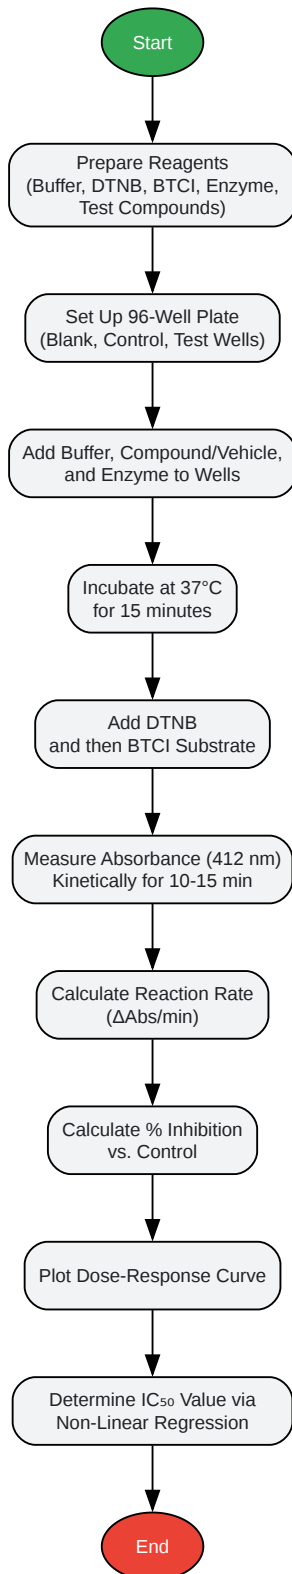 Start
Prepare Reagents
(Buffer, DTNB, BTCI, Enzyme,
Test Compounds)
Set Up 96-Well Plate
(Blank, Control, Test Wells)
Add Buffer, Compound/Vehicle,
and Enzyme to Wells
Incubate at 37°C
for 15 minutes
Add DTNB
and then BTCI Substrate
Measure Absorbance (412 nm)
Kinetically for 10-15 min
Calculate Reaction Rate
(ΔAbs/min)
Calculate % Inhibition
vs. Control
Plot Dose-Response Curve
Determine IC₅₀ Value via
Non-Linear Regression
End